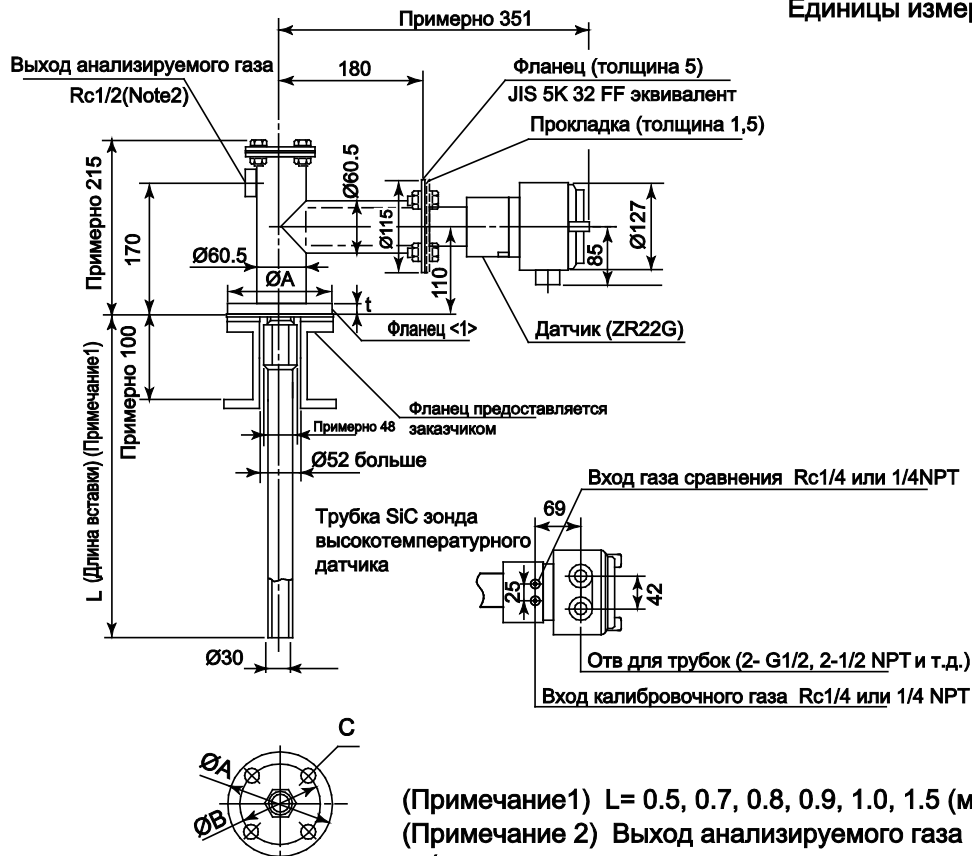 Единицы измер
Примерно 351
Выход анализируемого газа
Rc1/2(Note2)
180
Фланец (толщина 5)
JIS 5K 32 FF эквивалент
Прокладка (толщина 1,5)
Примерно 215
170
Ø60.5
Ø60.5
Ø115
110
Ø127
85
ØA
t
Фланец <1>
Датчик (ZR22G)
L (Длина вставки) (Примечание1)
Примерно 100
Фланец предоставляется
заказчиком
Примерно 48
Ø52 больше
Трубка SiC зонда
высокотемпературного
датчика
Ø30
Вход газа сравнения Rc1/4 или 1/4NPT
69
25
42
Отв для трубок (2- G1/2, 2-1/2 NPT и т.д.)
Вход калибровочного газа Rc1/4 или 1/4 NPT
C
ØA
ØB
(Примечание1) L= 0.5, 0.7, 0.8, 0.9, 1.0, 1.5 (м
(Примечание 2) Выход анализируемого газа